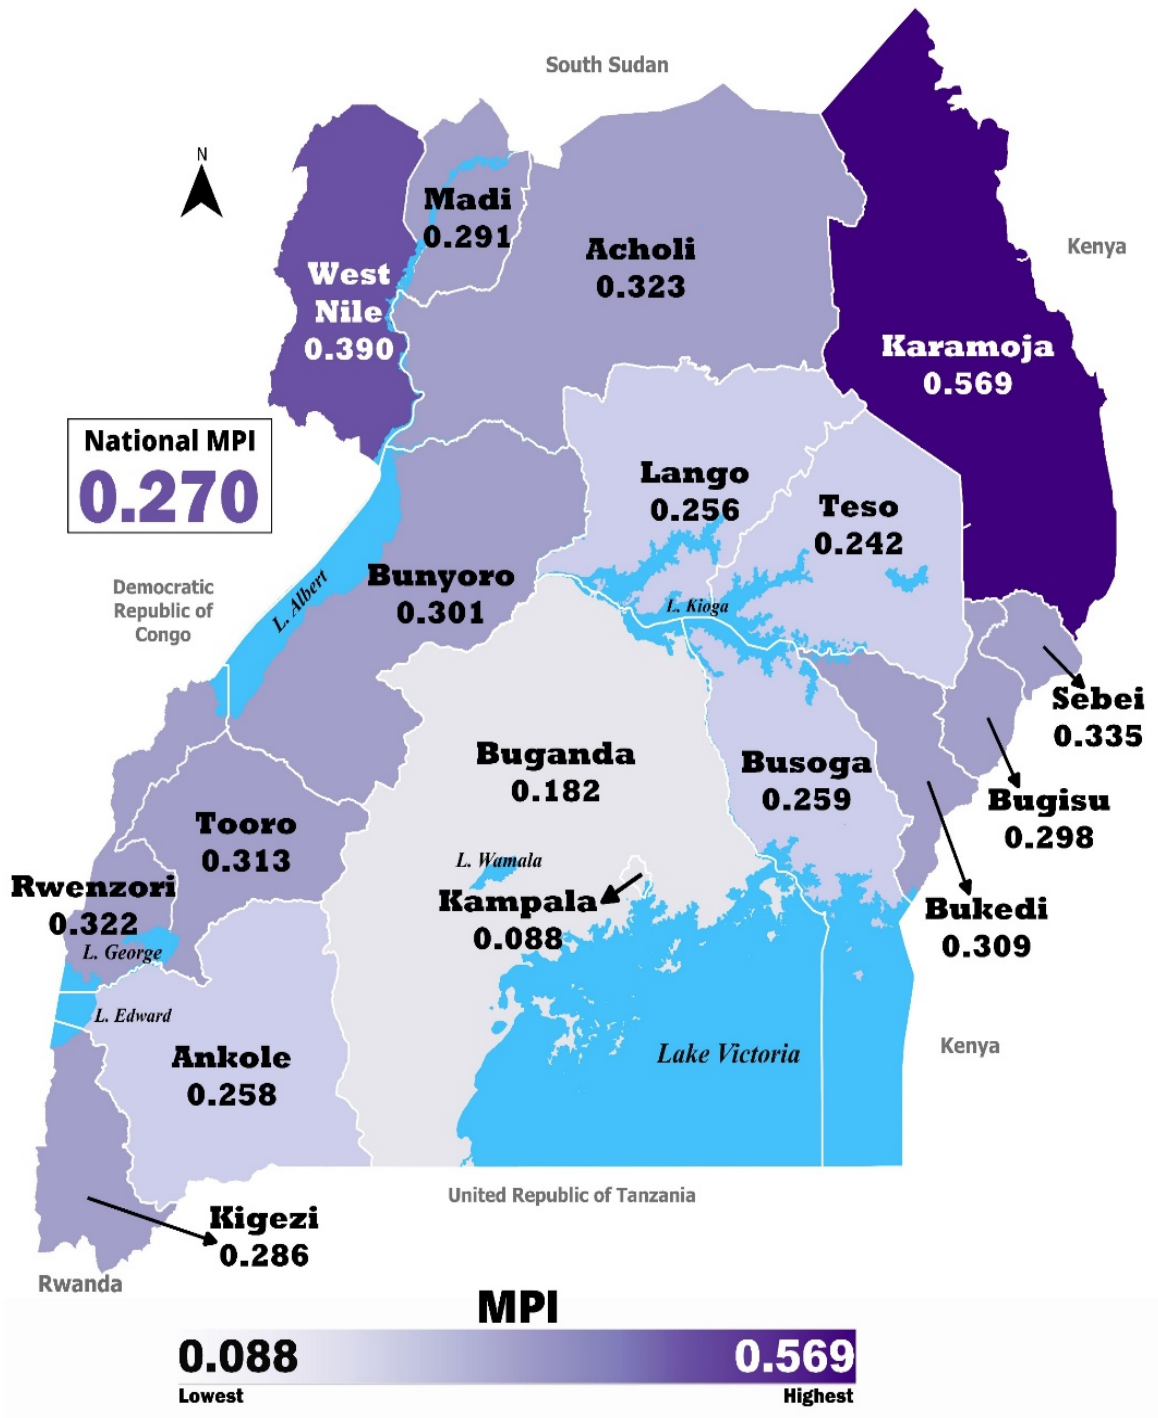 South Sudan
N
Madi
0.291
Acholi
0.323
Kenya
West
Nile
0.390
Karamoja
0.569
National MPI
0.270
Lango
0.256
Teso
0.242
Democratic
Republic of
Congo
L. Albert
Bunyoro
0.301
L. Kioga
Sebei
0.335
Buganda
0.182
Busoga
0.259
Bugisu
0.298
Tooro
0.313
L. Wamala
Rwenzori
0.322
Kampala
0.088
Bukedi
0.309
L. George
L. Edward
Ankole
0.258
Lake Victoria
Kenya
United Republic of Tanzania
Kigezi
0.286
Rwanda
MPI
0.088
0.569
Lowest
Highest